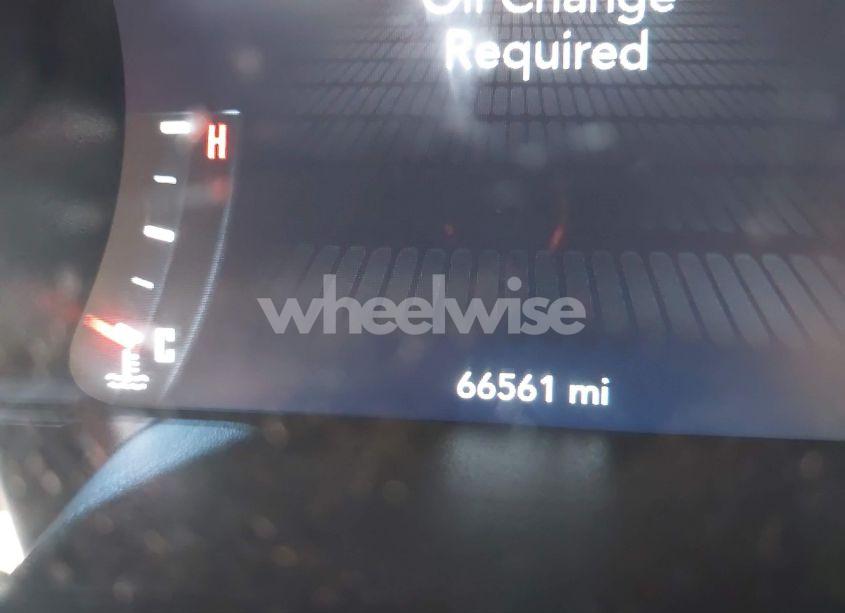 Oil Change
Required
H
wheelwise
C
66561 mi